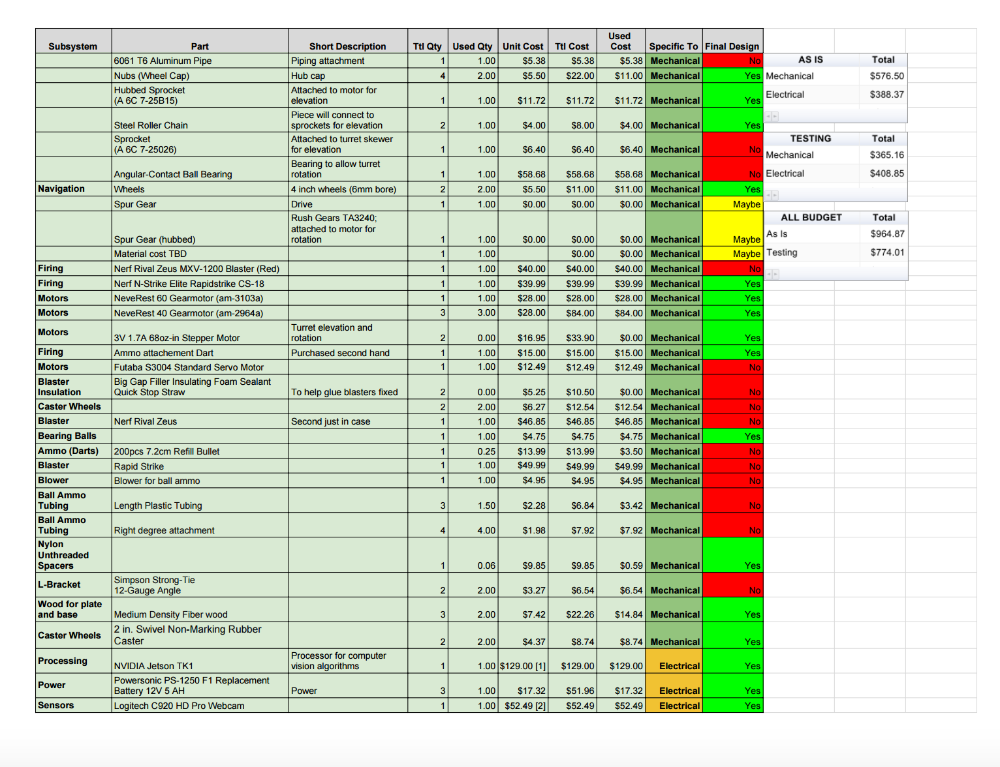 Subsystem Part Short Description Ttl Qty Used Qty Unit Cost Ttl Cost Used Cost Specific To Final Design
6061 T6 Aluminum Pipe Piping attachment 1 1.00 $5.38 $5.38 $5.38 Mechanical No
Nubs (Wheel Cap) Hub cap 4 2.00 $5.50 $22.00 $11.00 Mechanical Yes
Hubbed Sprocket (A 6C 7-25B15) Attached to motor for elevation 1 1.00 $11.72 $11.72 $11.72 Mechanical Yes
Steel Roller Chain Piece will connect to sprockets for elevation 2 1.00 $4.00 $8.00 $4.00 Mechanical Yes
Sprocket (A 6C 7-25026) Attached to turret skewer for elevation 1 1.00 $6.40 $6.40 $6.40 Mechanical No
Angular-Contact Ball Bearing Bearing to allow turret rotation 1 1.00 $58.68 $58.68 $58.68 Mechanical No
Navigation Wheels 4 inch wheels (6mm bore) 2 2.00 $5.50 $11.00 $11.00 Mechanical Yes
Spur Gear Drive 1 1.00 $0.00 $0.00 $0.00 Mechanical Maybe
Spur Gear (hubbed) Rush Gears TA3240; attached to motor for rotation 1 1.00 $0.00 $0.00 $0.00 Mechanical Maybe
Material cost TBD 1 1.00 $0.00 $0.00 Mechanical Maybe
Firing Nerf Rival Zeus MXV-1200 Blaster (Red) 1 1.00 $40.00 $40.00 $40.00 Mechanical No
Firing Nerf N-Strike Elite Rapidstrike CS-18 1 1.00 $39.99 $39.99 $39.99 Mechanical Yes
Motors NeveRest 60 Gearmotor (am-3103a) 1 1.00 $28.00 $28.00 $28.00 Mechanical Yes
Motors NeveRest 40 Gearmotor (am-2964a) 3 3.00 $28.00 $84.00 $84.00 Mechanical Yes
Motors 3V 1.7A 68oz-in Stepper Motor Turret elevation and rotation 2 0.00 $16.95 $33.90 $0.00 Mechanical Yes
Firing Ammo attachement Dart Purchased second hand 1 1.00 $15.00 $15.00 $15.00 Mechanical Yes
Motors Futaba S3004 Standard Servo Motor 1 1.00 $12.49 $12.49 $12.49 Mechanical No
Blaster Insulation Big Gap Filler Insulating Foam Sealant Quick Stop Straw To help glue blasters fixed 2 0.00 $5.25 $10.50 $0.00 Mechanical No
Caster Wheels 2 2.00 $6.27 $12.54 $12.54 Mechanical No
Blaster Nerf Rival Zeus Second just in case 1 1.00 $46.85 $46.85 $46.85 Mechanical No
Bearing Balls 1 1.00 $4.75 $4.75 $4.75 Mechanical Yes
Ammo (Darts) 200pcs 7.2cm Refill Bullet 1 0.25 $13.99 $13.99 $3.50 Mechanical No
Blaster Rapid Strike 1 1.00 $49.99 $49.99 $49.99 Mechanical No
Blower Blower for ball ammo 1 1.00 $4.95 $4.95 $4.95 Mechanical No
Ball Ammo Tubing Length Plastic Tubing 3 1.50 $2.28 $6.84 $3.42 Mechanical No
Ball Ammo Tubing Right degree attachment 4 4.00 $1.98 $7.92 $7.92 Mechanical No
Nylon Unthreaded Spacers 1 0.06 $9.85 $9.85 $0.59 Mechanical Yes
L-Bracket Simpson Strong-Tie 12-Gauge Angle 2 2.00 $3.27 $6.54 $6.54 Mechanical No
Wood for plate and base Medium Density Fiber wood 3 2.00 $7.42 $22.26 $14.84 Mechanical Yes
Caster Wheels 2 in. Swivel Non-Marking Rubber Caster 2 2.00 $4.37 $8.74 $8.74 Mechanical Yes
Processing NVIDIA Jetson TK1 Processor for computer vision algorithms 1 1.00 $129.00 [1] $129.00 $129.00 Electrical Yes
Power Powersonic PS-1250 F1 Replacement Battery 12V 5 AH Power 3 1.00 $17.32 $51.96 $17.32 Electrical Yes
Sensors Logitech C920 HD Pro Webcam 1 1.00 $52.49 [2] $52.49 $52.49 Electrical Yes
AS IS Total
Mechanical $576.50
Electrical $388.37
TESTING Total
Mechanical $365.16
Electrical $408.85
ALL BUDGET Total
As Is $964.87
Testing $774.01